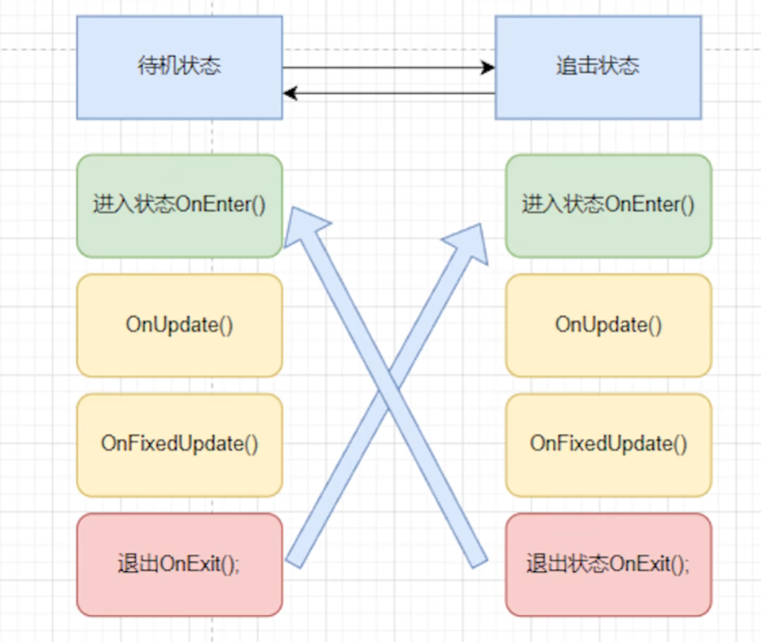 待机状态
追击状态
进入状态OnEnter()
进入状态OnEnter()
OnUpdate()
OnUpdate()
OnFixedUpdate()
OnFixedUpdate()
退出OnExit();
退出状态OnExit();